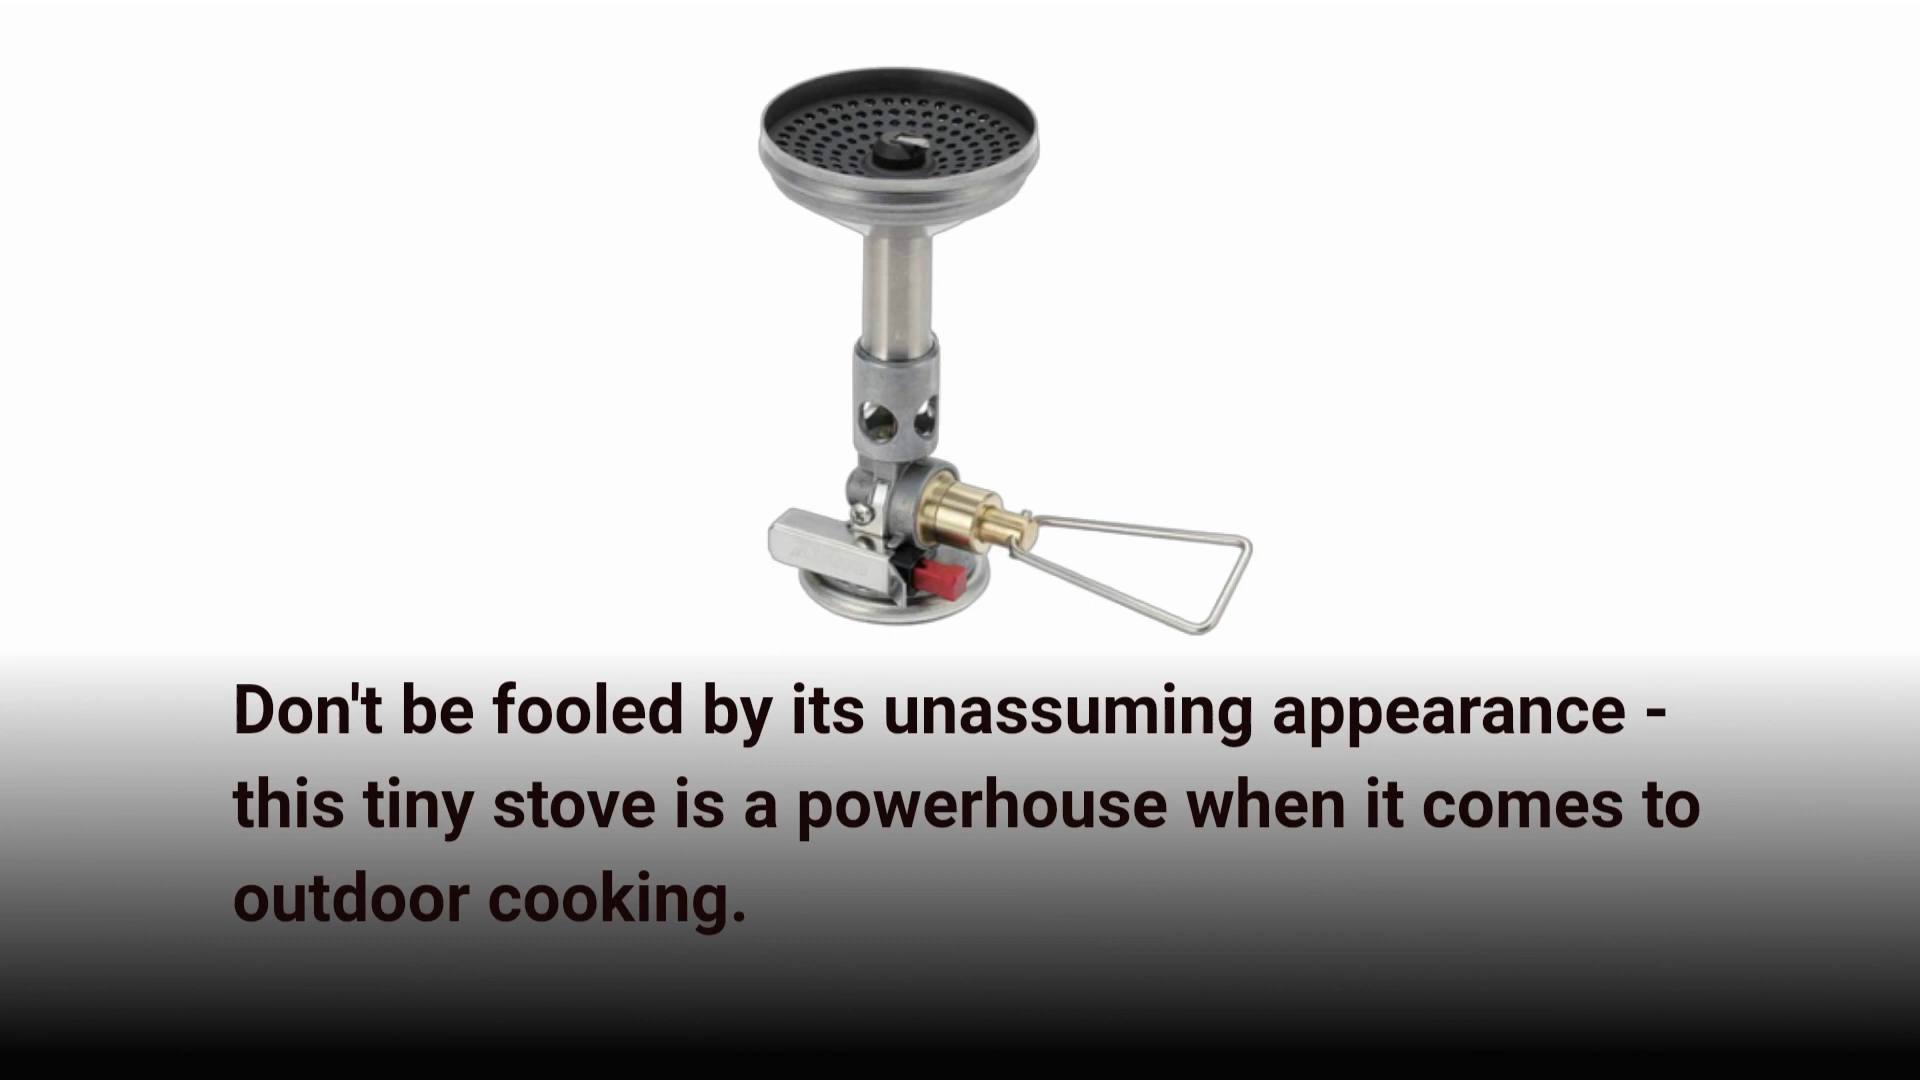 Don't be fooled by its unassuming appearance -
this tiny stove is a powerhouse when it comes to
outdoor cooking.